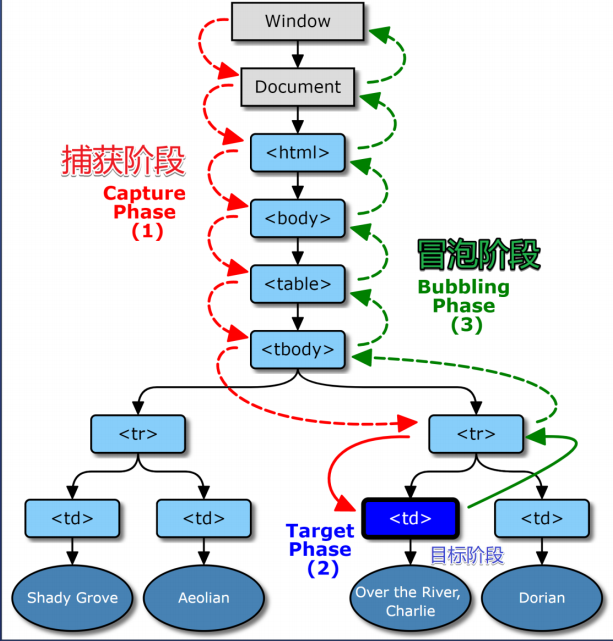 Window
Document
<html>
捕获阶段
Capture
Phase
(1)
<body>
冒泡阶段
<table>
Bubbling
Phase
(3)
<tbody>
<tr>
<tr>
<td>
<td>
<td>
<td>
Target
Phase
(2)
目标阶段
Shady Grove
Aeolian
Over the River,
Charlie
Dorian